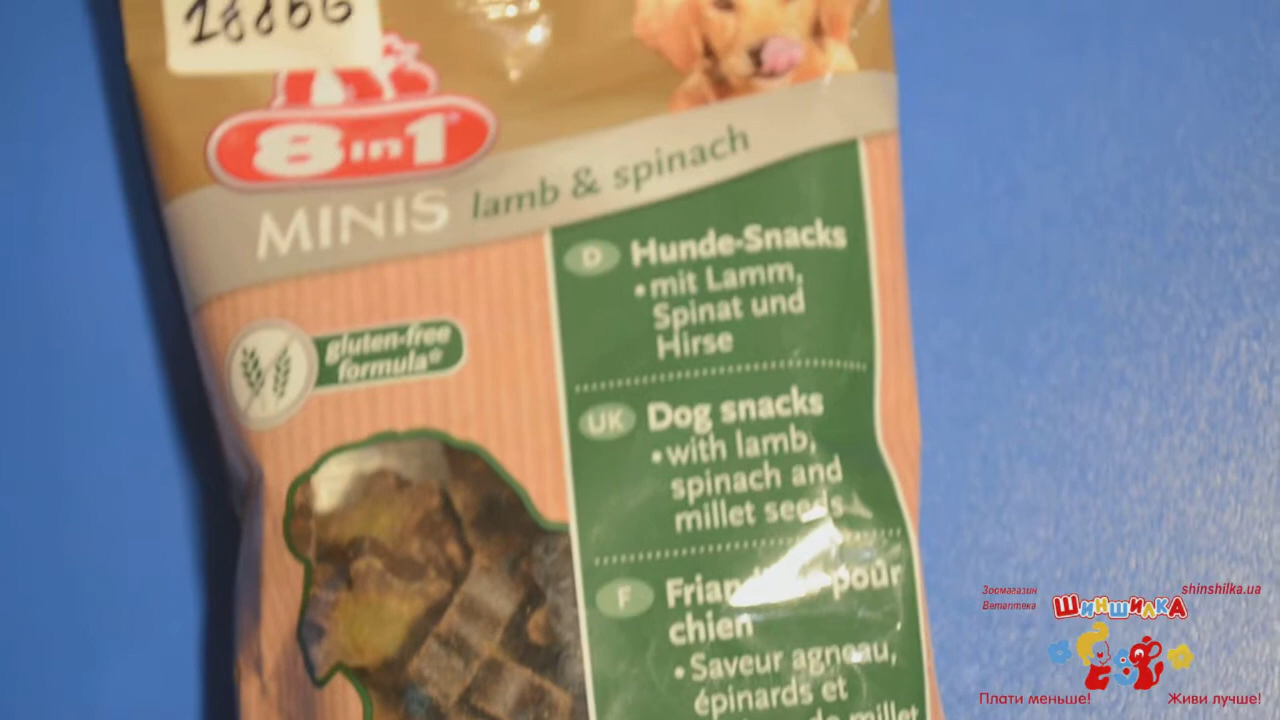 8in1
MINIS lamb & spinach
gluten-free
formula*
D Hunde-Snacks
• mit Lamm,
Spinat und
Hirse
UK Dog snacks
• with lamb,
spinach and
millet seeds
F pour
chien
• Saveur agneau,
épinards et
de millet
Зоомагазин
Ветаптека
ШИНШИЛКА
shinshilka.ua
Плати меньше! Живи лучше!